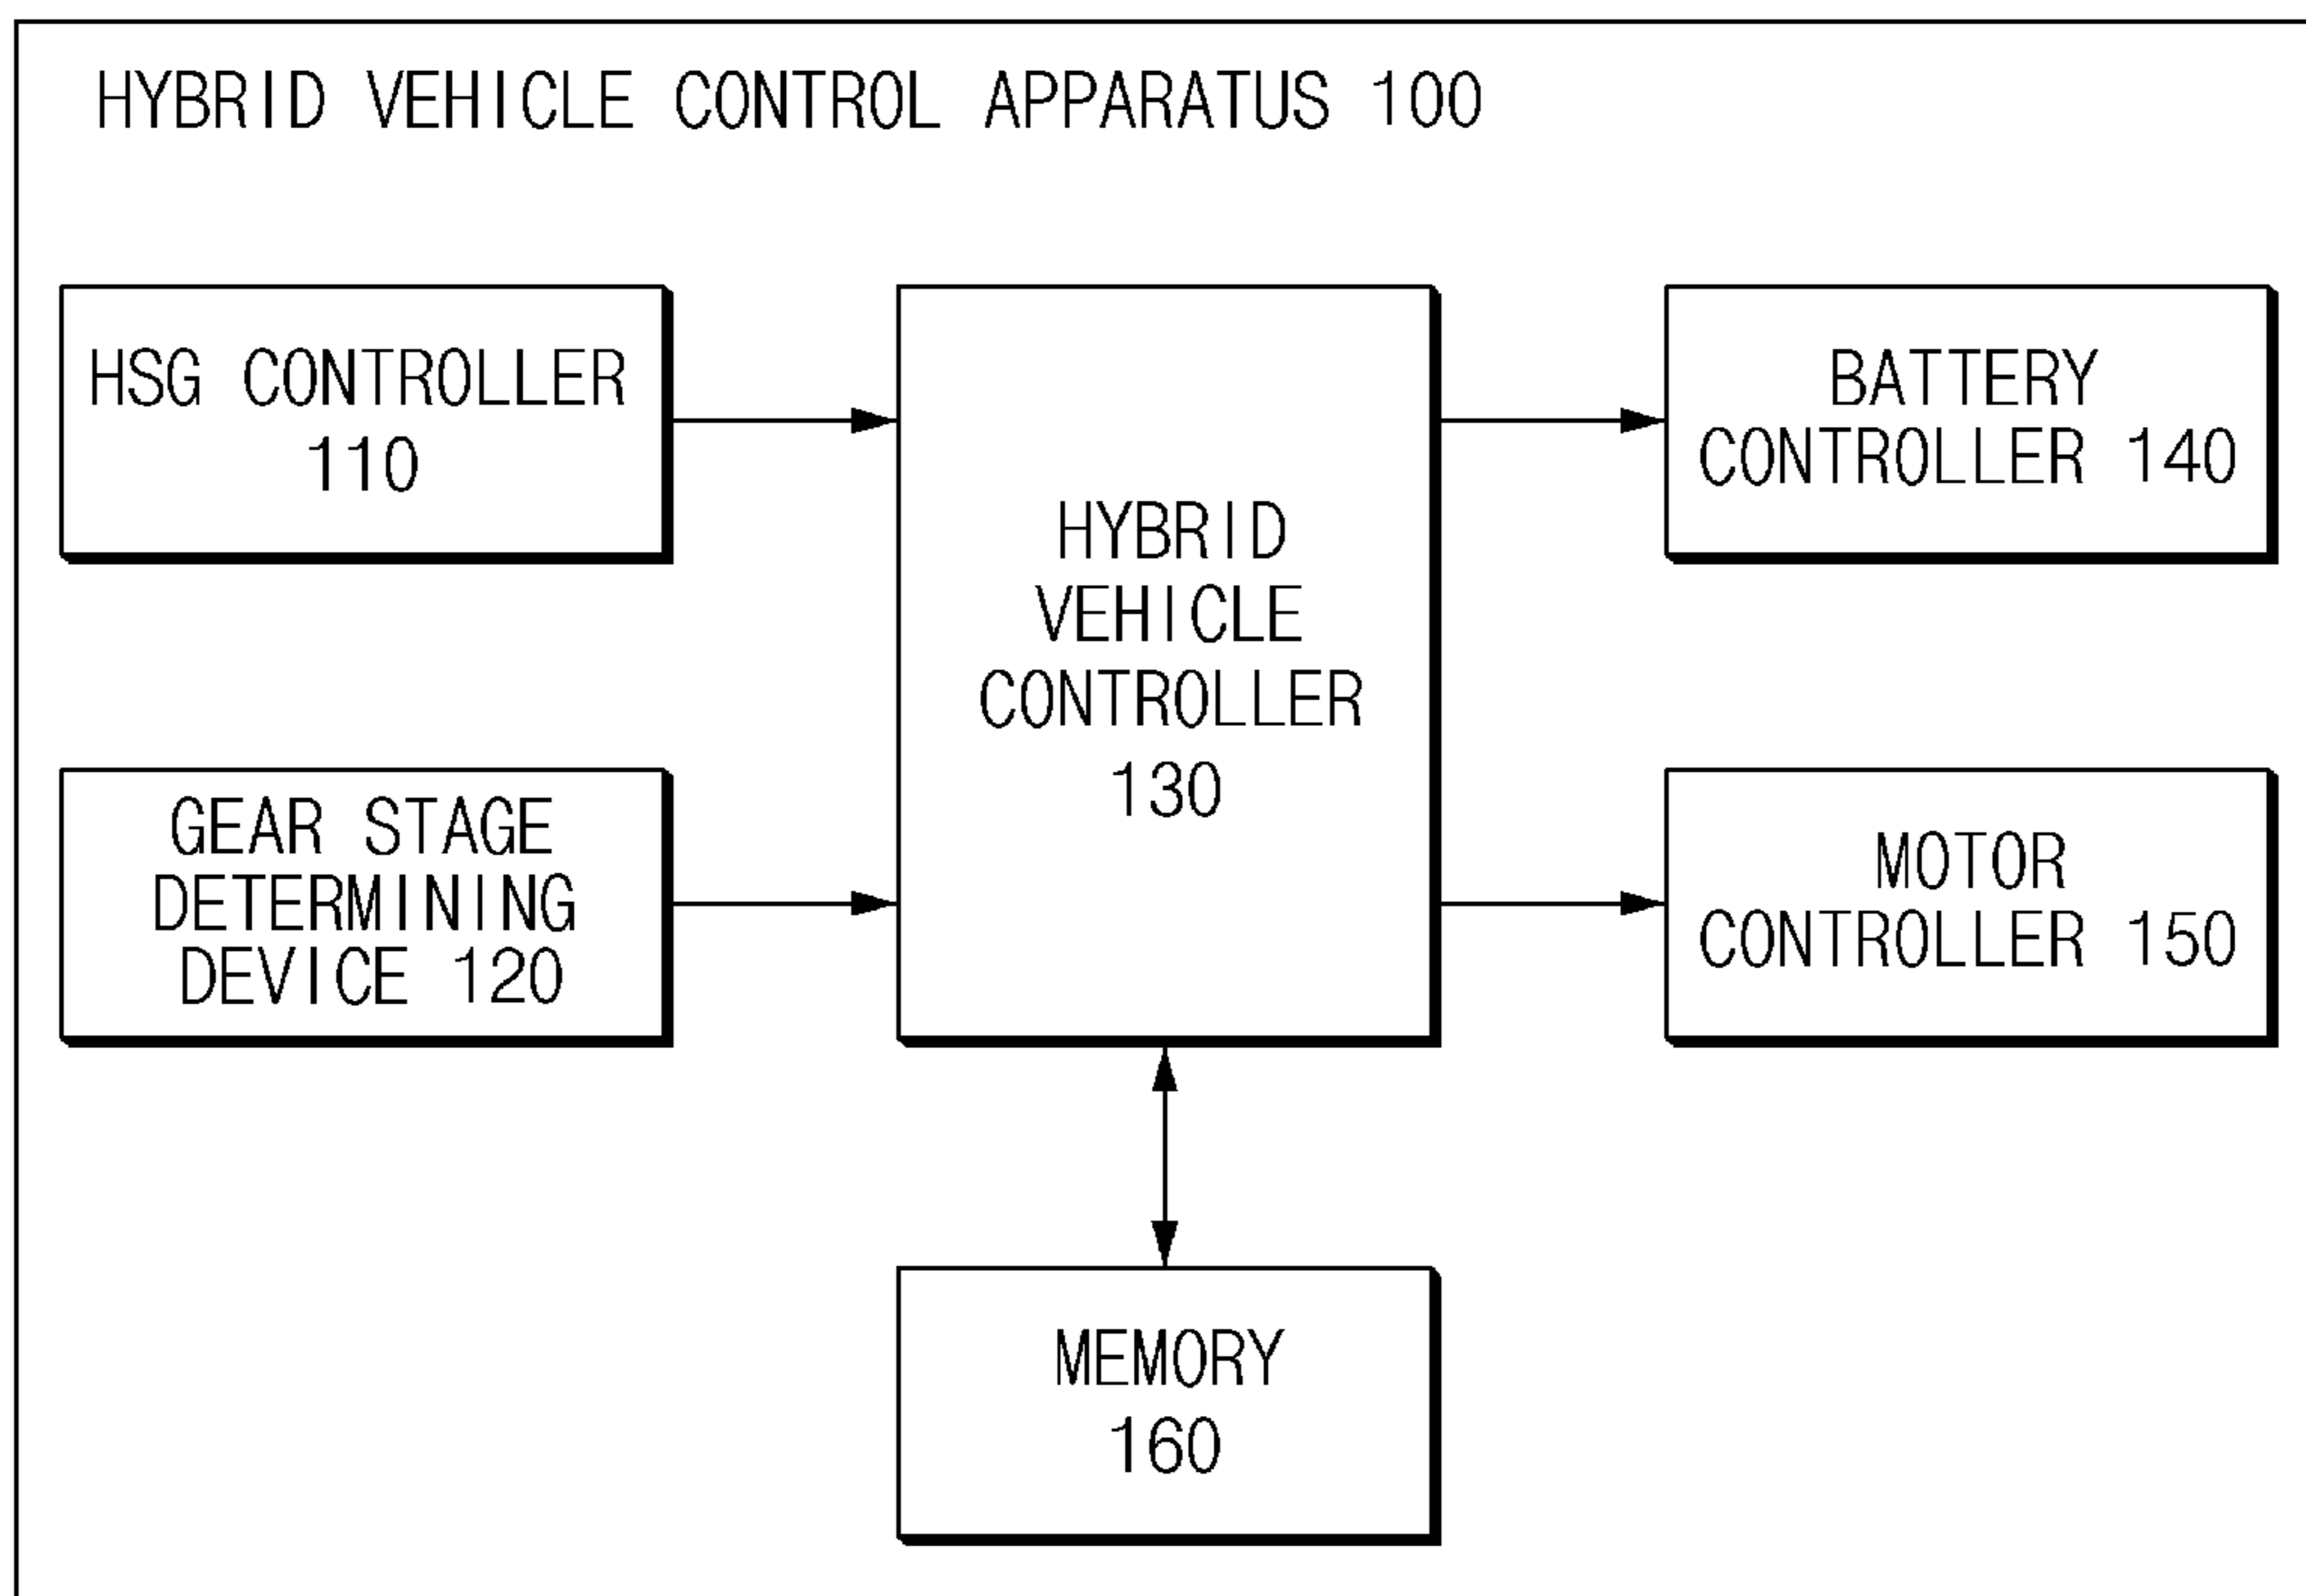 HYBRID VEHICLE CONTROL APPARATUS 100
HSG CONTROLLER
110
GEAR STAGE
DETERMINING
DEVICE 120
HYBRID
VEHICLE
CONTROLLER
130
BATTERY
CONTROLLER 140
MOTOR
CONTROLLER 150
MEMORY
160